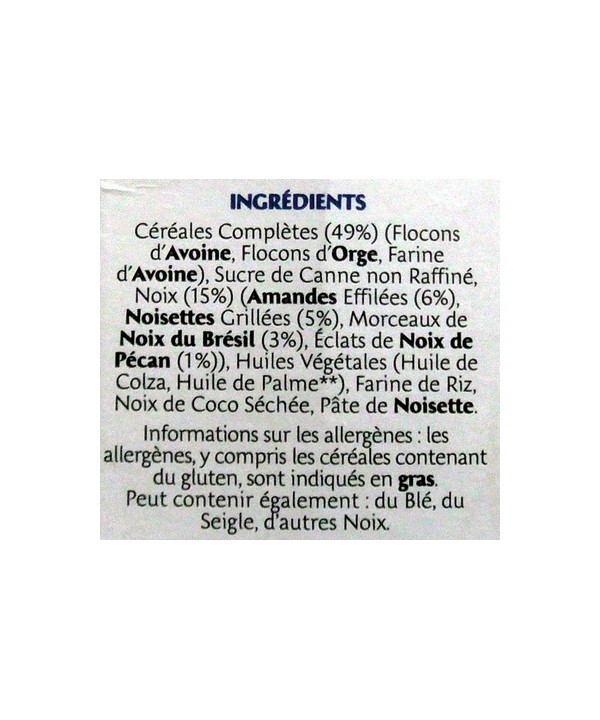 INGRÉDIENTS
Céréales Complètes (49%) (Flocons
d'Avoine, Flocons d'Orge, Farine
d'Avoine), Sucre de Canne non Raffiné,
Noix (15%) (Amandes Effilées (6%),
Noisettes Grillées (5%), Morceaux de
Noix du Brésil (3%), Éclats de Noix de
Pécan (1%)), Huiles Végétales (Huile de
Colza, Huile de Palme**), Farine de Riz,
Noix de Coco Séchée, Pâte de Noisette.
Informations sur les allergènes : les
allergènes, y compris les céréales contenant
du gluten, sont indiqués en gras.
Peut contenir également : du Blé, du
Seigle, d'autres Noix.